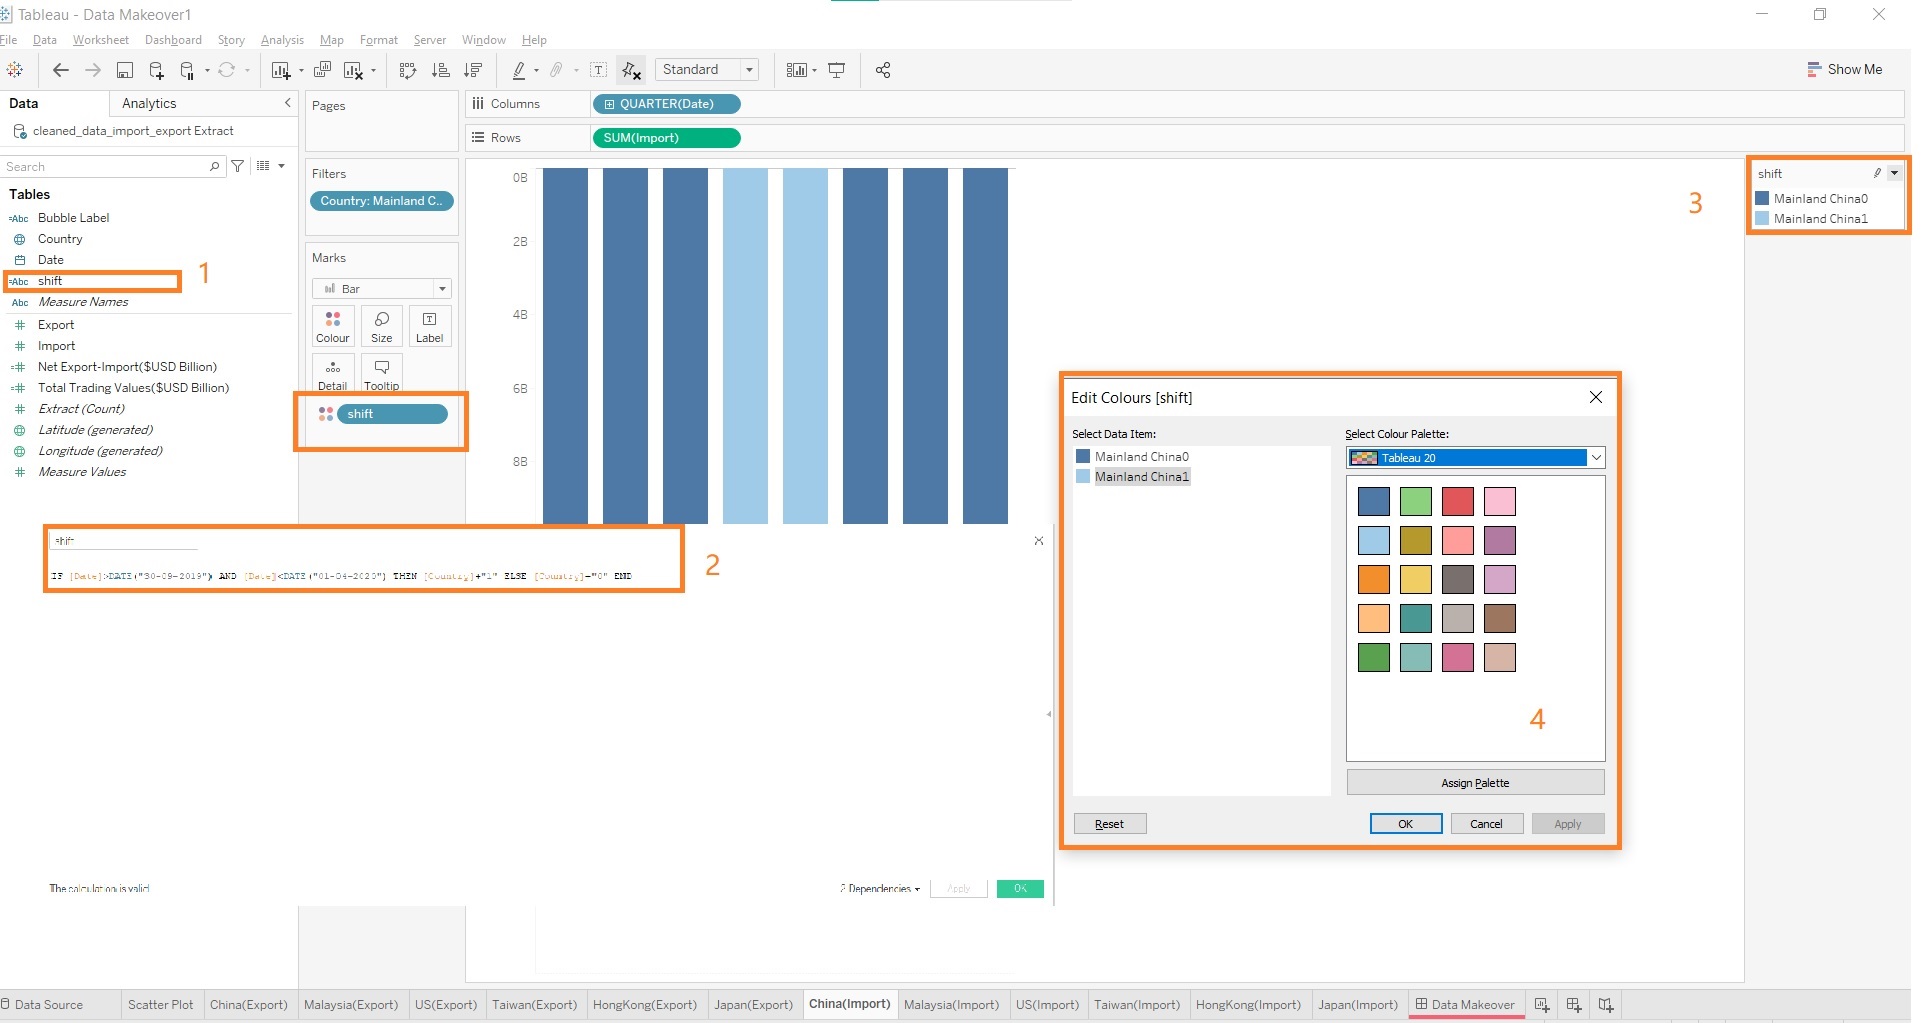 Tableau - Data Makeover1
File Data Worksheet Dashboard Story Analysis Map Format Server Window Help
Standard
Show Me
Data Analytics
cleaned_data_import_export Extract
Search
Tables
=Abc Bubble Label
Country
Date
=Abc shift
1
Abc Measure Names
Export
Import
Net Export-Import($USD Billion)
Total Trading Values($USD Billion)
Extract (Count)
Latitude (generated)
Longitude (generated)
Measure Values
Pages
Filters
Country: Mainland C..
Marks
Bar
Colour Size Label
Detail Tooltip
shift
Columns QUARTER(Date)
Rows SUM(Import)
0B
2B
4B
6B
8B
3
shift
Mainland China0
Mainland China1
shift
IF [Date]>DATE("30-09-2019") AND [Date]<DATE("01-04-2020") THEN [Country]+"1" ELSE [Country]+"0" END
2
The calculation is valid
2 Dependencies Apply OK
Edit Colours [shift]
Select Data Item:
Mainland China0
Mainland China1
Select Colour Palette:
Tableau 20
4
Assign Palette
Reset OK Cancel Apply
Data Source Scatter Plot China(Export) Malaysia(Export) US(Export) Taiwan(Export) HongKong(Export) Japan(Export) China(Import) Malaysia(Import) US(Import) Taiwan(Import) HongKong(Import) Japan(Import) Data Makeover